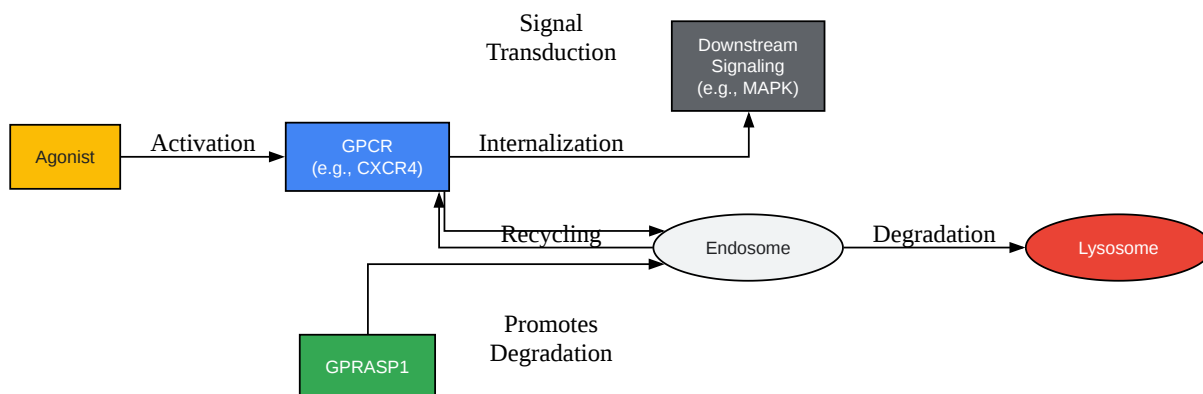 Signal
Transduction
Downstream
Signaling
(e.g., MAPK)
Agonist
Activation
GPCR
(e.g., CXCR4)
Internalization
Recycling
Endosome
Degradation
Lysosome
Promotes
Degradation
GPRASP1